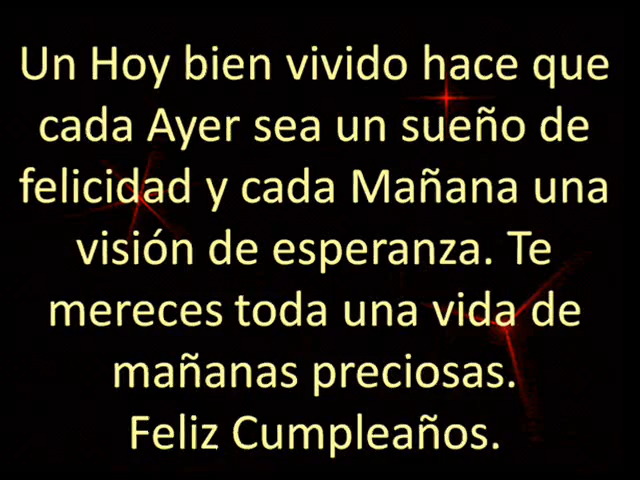 Un Hoy bien vivido hace que
cada Ayer sea un sueño de
felicidad y cada Mañana una
visión de esperanza. Te
mereces toda una vida de
mañanas preciosas.
Feliz Cumpleaños.